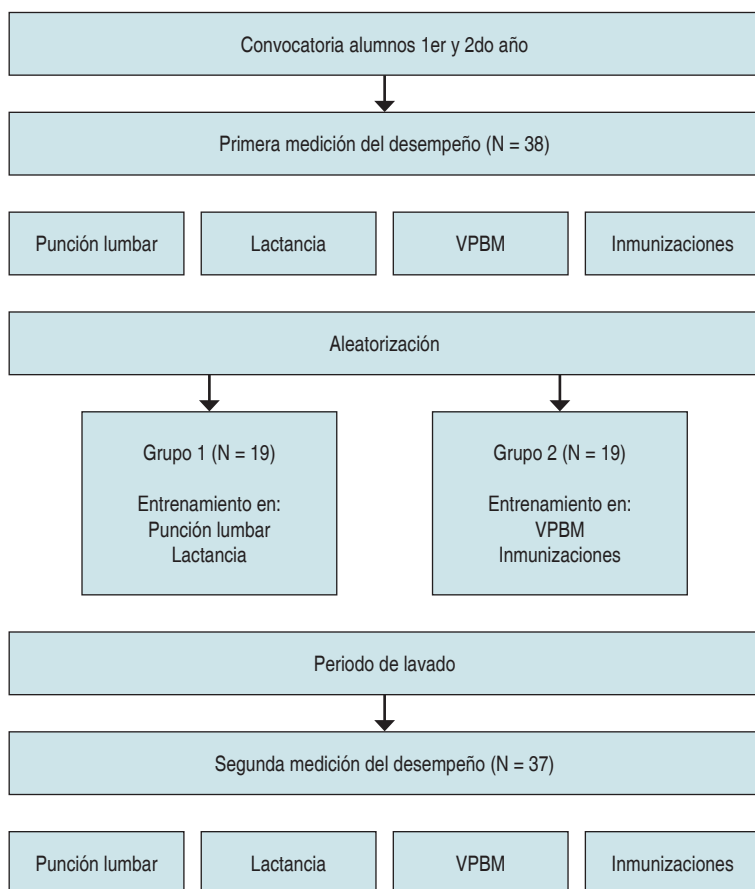 Convocatoria alumnos 1er y 2do año
Primera medición del desempeño (N = 38)
Punción lumbar
Lactancia
VPBM
Inmunizaciones
Aleatorización
Grupo 1 (N = 19)
Entrenamiento en:
Punción lumbar
Lactancia
Grupo 2 (N = 19)
Entrenamiento en:
VPBM
Inmunizaciones
Periodo de lavado
Segunda medición del desempeño (N = 37)
Punción lumbar
Lactancia
VPBM
Inmunizaciones